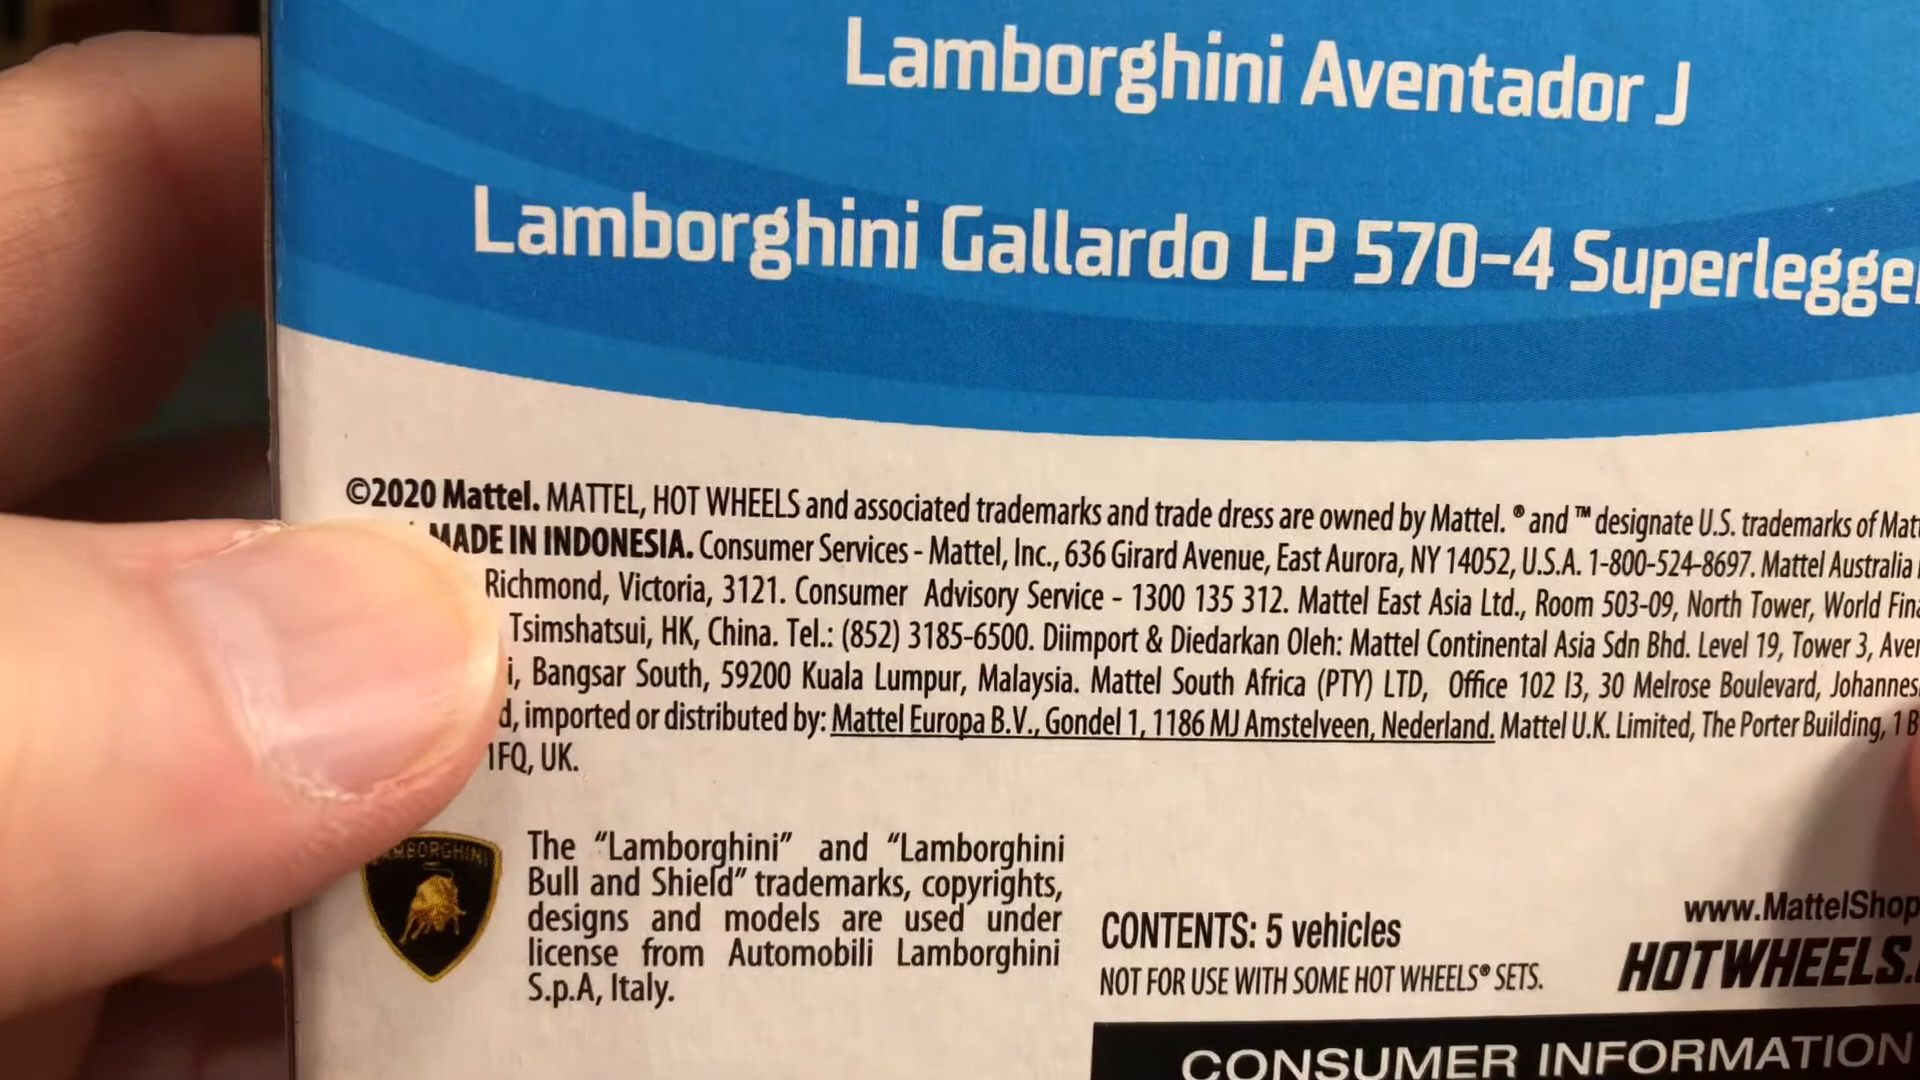 Lamborghini Aventador J
Lamborghini Gallardo LP 570-4
©2020 Mattel. MATTEL, HOT WHEELS and associated trademarks and trade dress are owned by Mattel. ® and ™ designate U.S. trademarks of
MADE IN INDONESIA. Consumer Services - Mattel, Inc., 636 Girard Avenue, East Aurora, NY 14052, U.S.A. 1-800-524-8697. Mattel Australia
Richmond, Victoria, 3121. Consumer Advisory Service - 1300 135 312. Mattel East Asia Ltd., Room 503-09, North Tower, World
Tsimshatsui, HK, China. Tel.: (852) 3185-6500. Diimport & Diedarkan Oleh: Mattel Continental Asia Sdn Bhd. Level 19, Tower 3,
Bangsar South, 59200 Kuala Lumpur, Malaysia. Mattel South Africa (PTY) LTD, Office 102 I3, 30 Melrose Boulevard,
imported or distributed by: Mattel Europa B.V., Gondel 1, 1186 MJ Amstelveen, Nederland. Mattel U.K. Limited, The Porter Building, 1
1FQ, UK.
LAMBORGHINI
The “Lamborghini” and “Lamborghini
Bull and Shield” trademarks, copyrights,
designs and models are used under
license from Automobili Lamborghini
S.p.A, Italy.
CONTENTS: 5 vehicles
NOT FOR USE WITH SOME HOT WHEELS® SETS.
www.MattelShop
HOTWHEELS.
CONSUMER INFORMATION